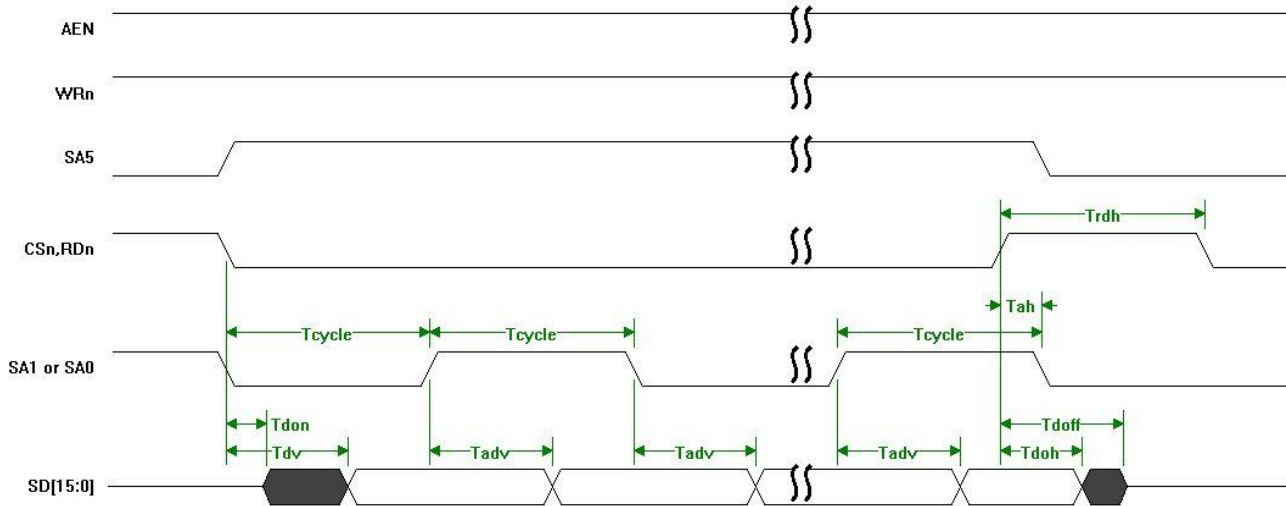 AEN
WRn
SA5
Trdh
CSn,RDn
Tah
Tcycle Tcycle Tcycle
SA1 or SA0
Tdon Tdoff
Tdv Tadv Tadv Tadv Tdoh
SD[15:0]